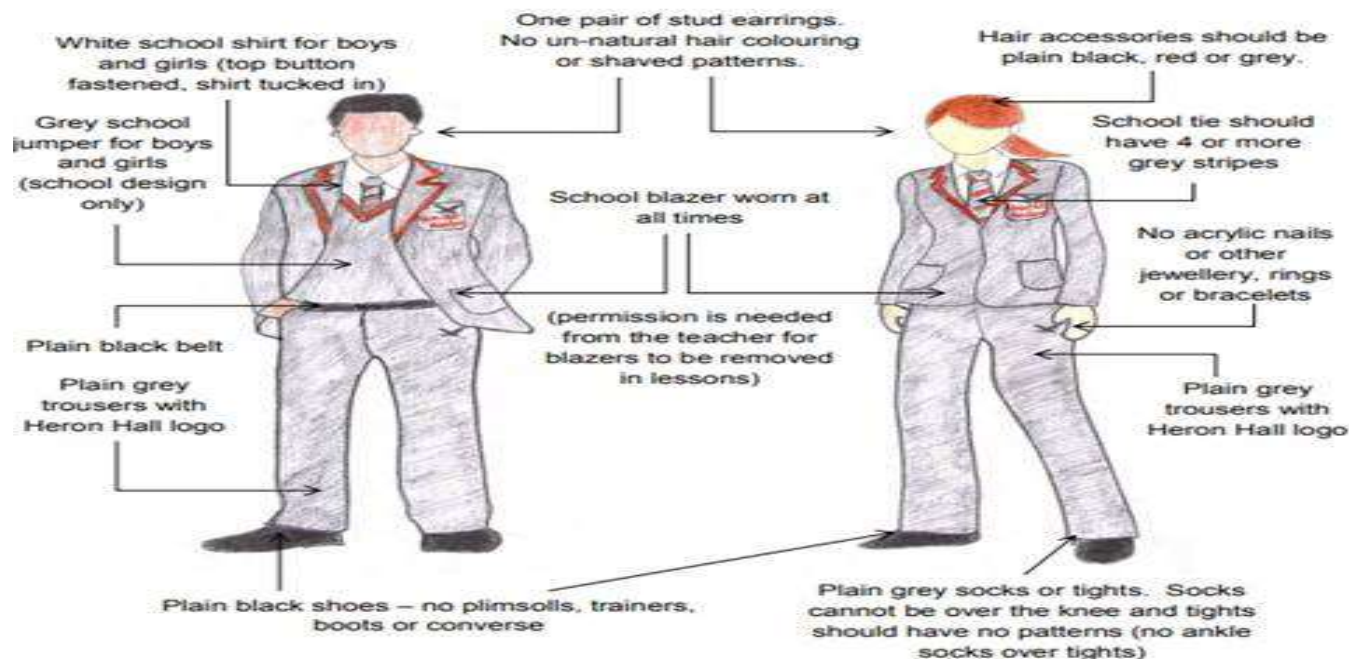 White school shirt for boys
and girls (top button
fastened, shirt tucked in)
One pair of stud earrings.
No un-natural hair colouring
or shaved patterns.
Hair accessories should be
plain black, red or grey.
Grey school
jumper for boys
and girls
(school design
only)
School tie should
have 4 or more
grey stripes
School blazer worn at
all times
No acrylic nails
or other
jewellery, rings
or bracelets
(permission is needed
from the teacher for
blazers to be removed
in lessons)
Plain black belt
Plain grey
trousers with
Heron Hall logo
Plain grey
trousers with
Heron Hall logo
Plain black shoes – no plimsolls, trainers,
boots or converse
Plain grey socks or tights. Socks
cannot be over the knee and tights
should have no patterns (no ankle
socks over tights)